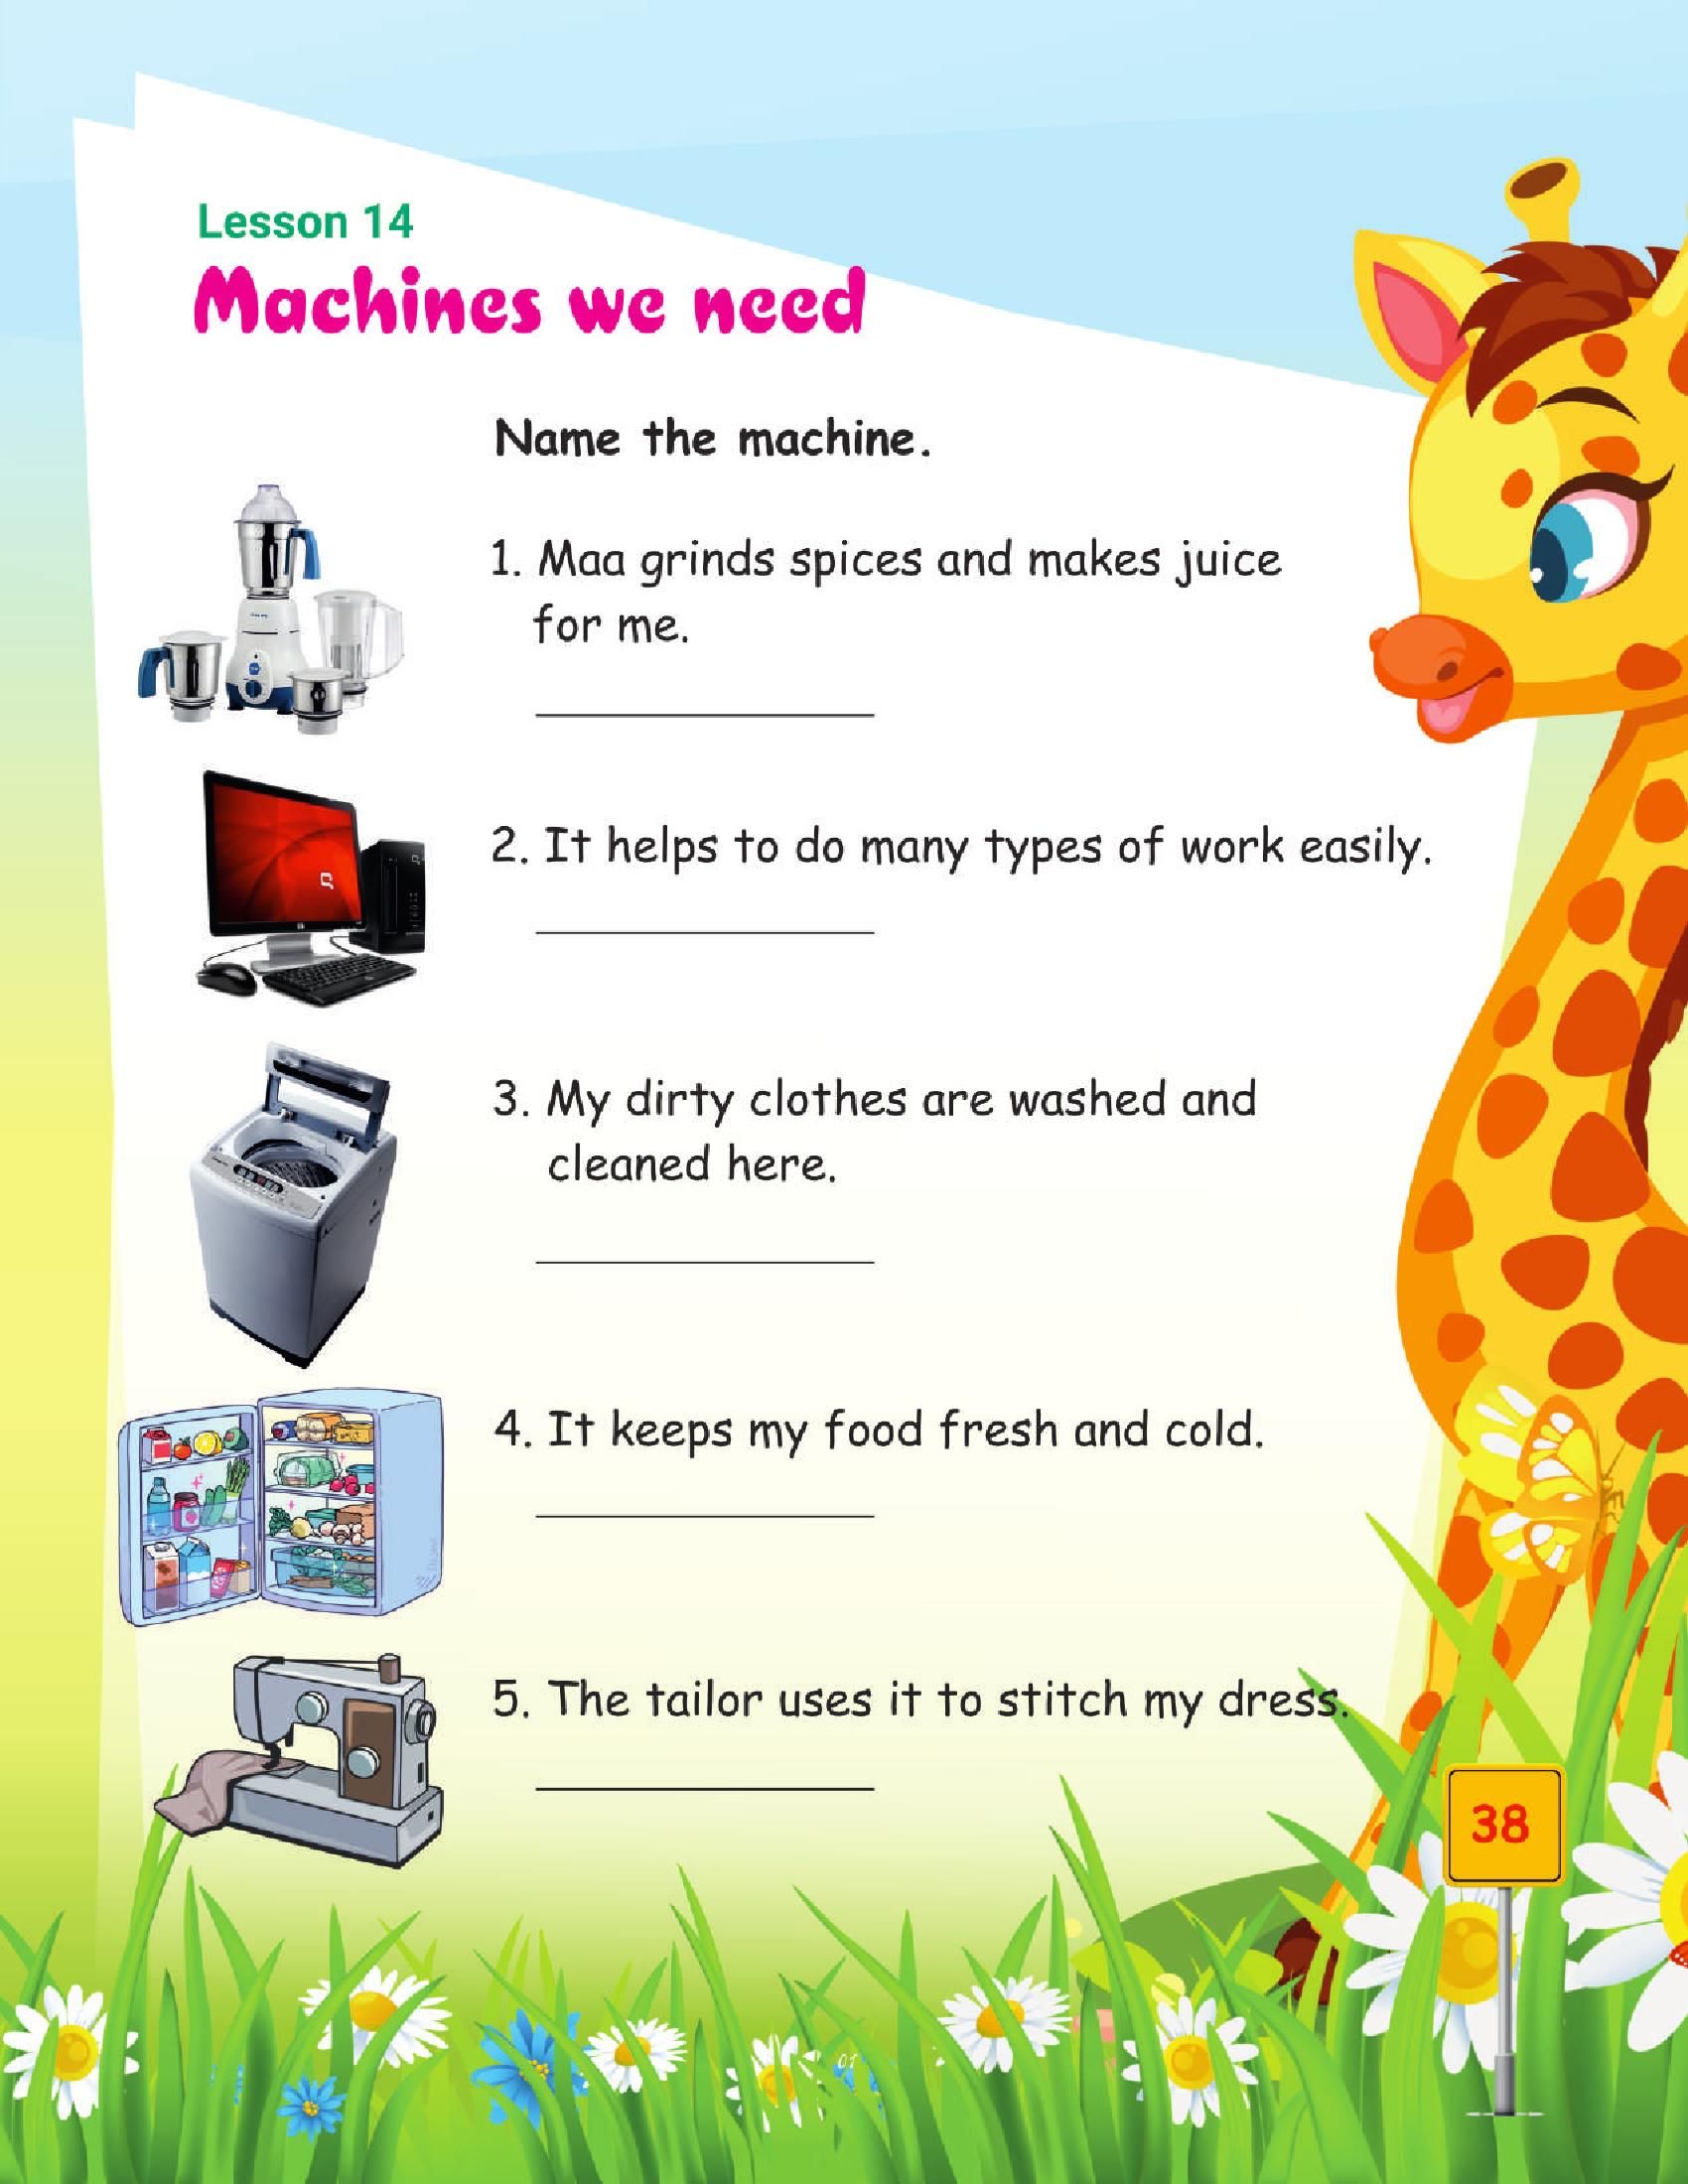 Lesson 14
Machines we need
Name the machine.
1. Maa grinds spices and makes juice
for me.
2. It helps to do many types of work easily.
3. My dirty clothes are washed and
cleaned here.
4. It keeps my food fresh and cold.
5. The tailor uses it to stitch my dress.
38
01